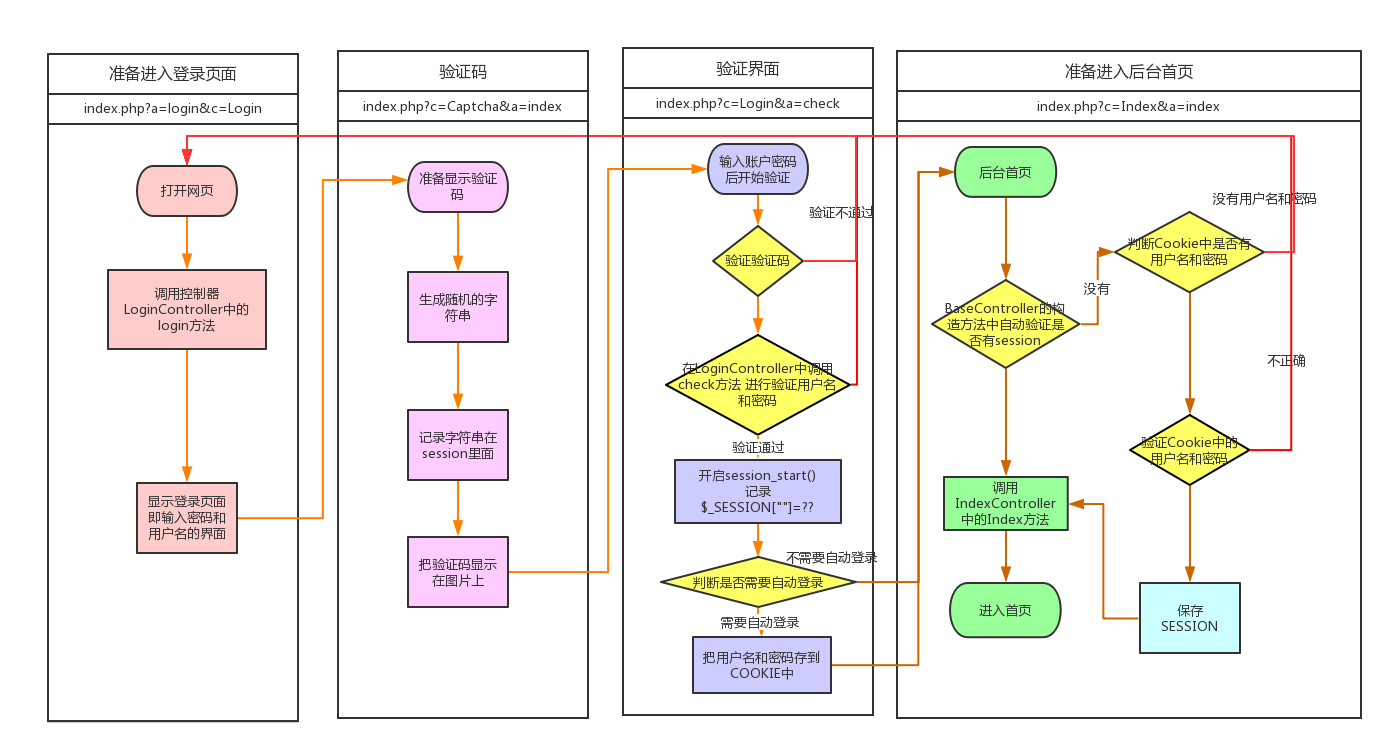 准备进入登录页面
index.php?a=login&c=Login
打开网页
调用控制器
LoginController中的
login方法
显示登录页面
即输入密码和
用户名的界面
验证码
index.php?c=Captcha&a=index
准备显示验证
码
生成随机的字
符串
记录字符串在
session里面
把验证码显示
在图片上
验证界面
index.php?c=Login&a=check
输入账户密码
后开始验证
验证不通过
验证验证码
在LoginController中调用
check方法 进行验证用户名
和密码
验证通过
开启session_start()
记录
$_SESSION[""]=??
不需要自动登录
判断是否需要自动登录
需要自动登录
把用户名和密码存到
COOKIE中
准备进入后台首页
index.php?c=Index&a=index
后台首页
没有用户名和密码
判断Cookie中是否有
用户名和密码
没有
BaseController的构
造方法中自动验证是
否有session
不正确
验证Cookie中的
用户名和密码
调用
IndexController
中的Index方法
进入首页
保存
SESSION